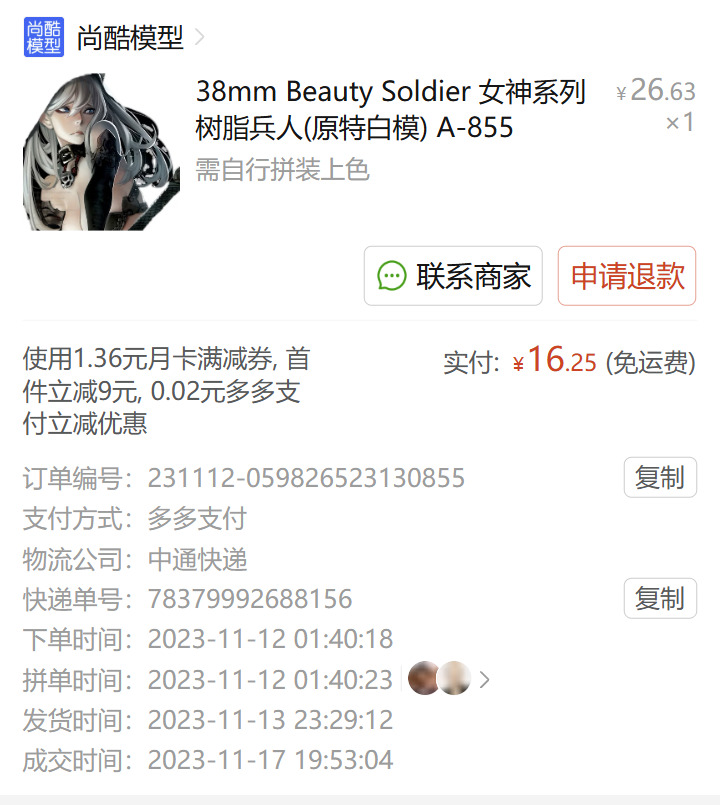 尚酷
模型
尚酷模型
38mm Beauty Soldier 女神系列
¥26.63
树脂兵人(原特白模) A-855
×1
需自行拼装上色
联系商家
申请退款
使用1.36元月卡满减券, 首
件立减9元, 0.02元多多支
付立减优惠
实付: ¥16.25 (免运费)
订单编号: 231112-059826523130855
复制
支付方式: 多多支付
物流公司: 中通快递
快递单号: 78379992688156
复制
下单时间: 2023-11-12 01:40:18
拼单时间: 2023-11-12 01:40:23
发货时间: 2023-11-13 23:29:12
成交时间: 2023-11-17 19:53:04